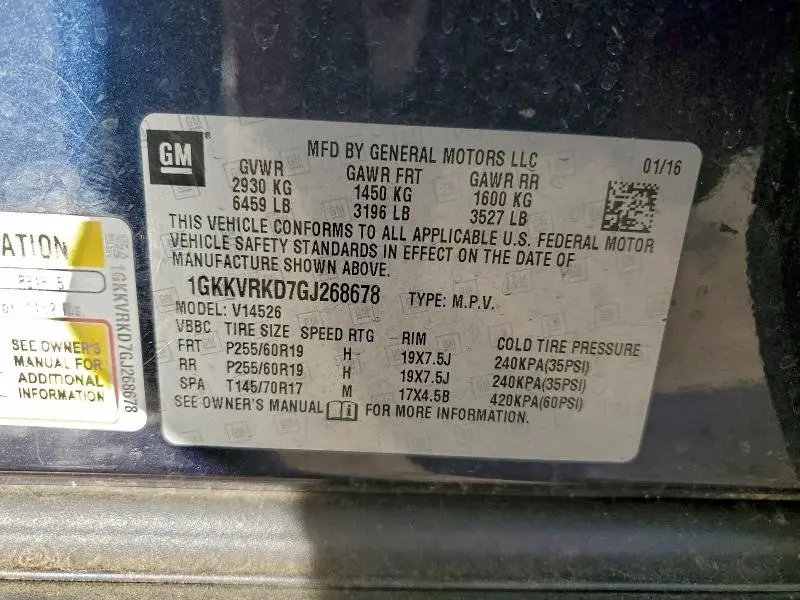 GM
MFD BY GENERAL MOTORS LLC
01/16
GVWR GAWR FRT GAWR RR
2930 KG 1450 KG 1600 KG
6459 LB 3196 LB 3527 LB
THIS VEHICLE CONFORMS TO ALL APPLICABLE U.S. FEDERAL MOTOR
VEHICLE SAFETY STANDARDS IN EFFECT ON THE DATE OF
MANUFACTURE SHOWN ABOVE.
1GKKVRKD7GJ268678 TYPE: M.P.V.
MODEL: V14526
VBBC TIRE SIZE SPEED RTG RIM COLD TIRE PRESSURE
FRT P255/60R19 H 19X7.5J 240KPA(35PSI)
RR P255/60R19 H 19X7.5J 240KPA(35PSI)
SPA T145/70R17 M 17X4.5B 420KPA(60PSI)
SEE OWNER'S MANUAL i FOR MORE INFORMATION.
ATION
SEE OWNER'S
MANUAL FOR
ADDITIONAL
INFORMATION
1GKKVRKD7GJ268678